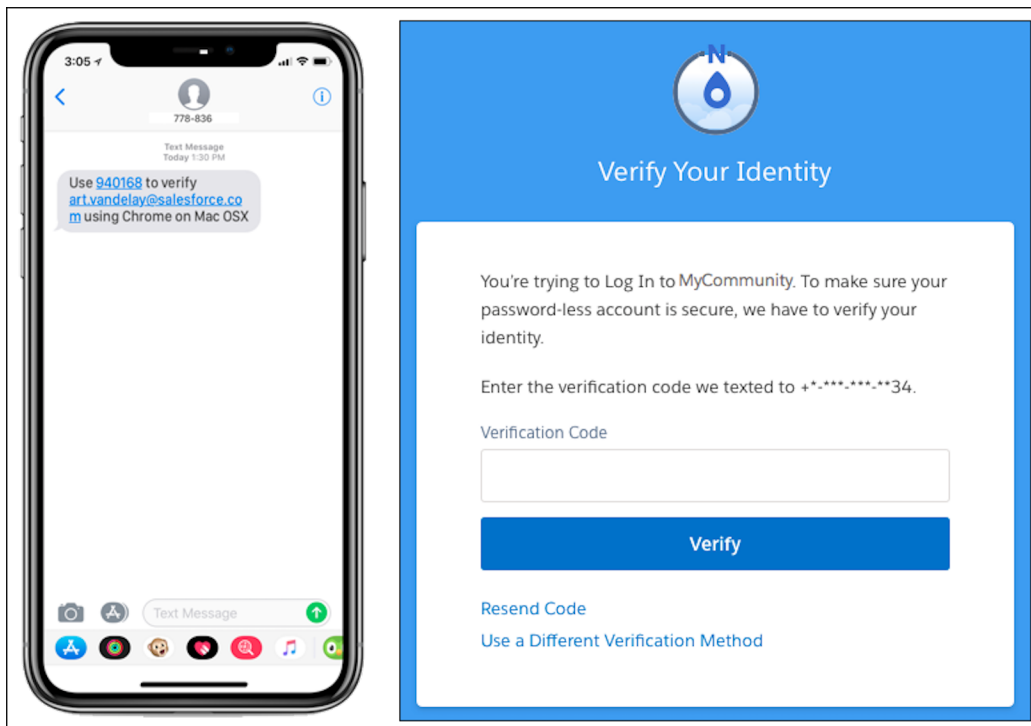 3:05
778-836
Text Message
Today 1:30 PM
Use 940168 to verify
art.vandelay@salesforce.co
m using Chrome on Mac OSX
Text Message
N
Verify Your Identity
You're trying to Log In to MyCommunity. To make sure your
password-less account is secure, we have to verify your
identity.
Enter the verification code we texted to +*-***-***-**34.
Verification Code
Verify
Resend Code
Use a Different Verification Method